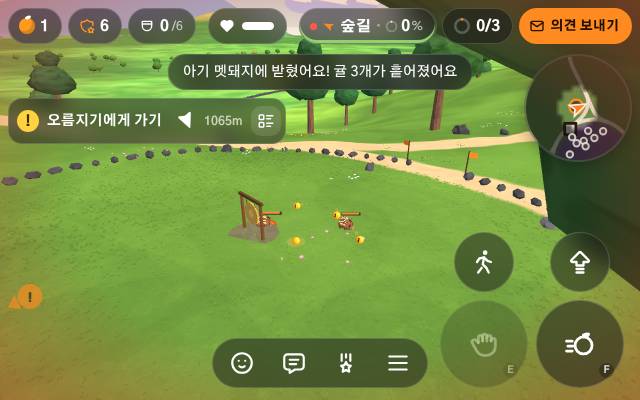 1
6
0/6
숲길 · 0%
0/3
의견 보내기
아기 멧돼지에 받혔어요! 귤 3개가 흩어졌어요
! 오름지기에게 가기 1065m
!
E
F